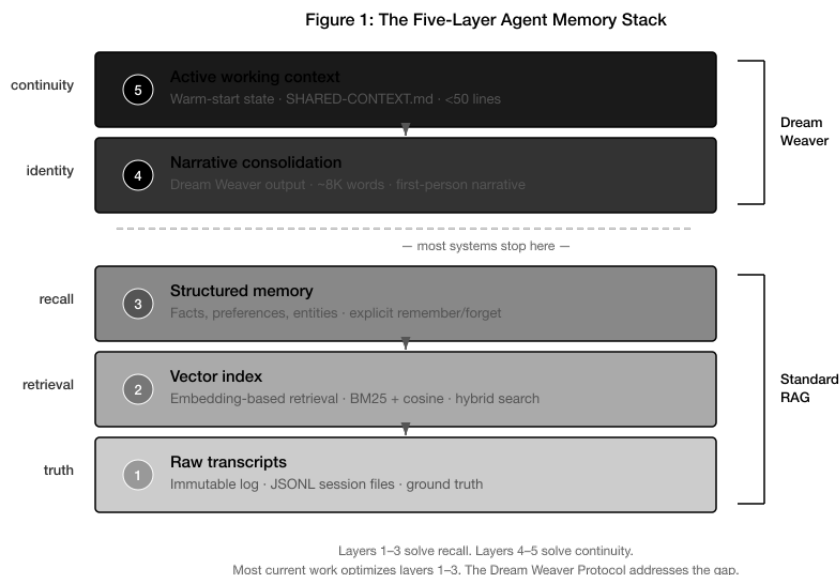 Figure 1: The Five-Layer Agent Memory Stack
continuity
5
Active working context
Warm-start state · SHARED-CONTEXT.md · <50 lines
Dream
Weaver
identity
4
Narrative consolidation
Dream Weaver output · ~8K words · first-person narrative
— most systems stop here —
recall
3
Structured memory
Facts, preferences, entities · explicit remember/forget
retrieval
2
Vector index
Embedding-based retrieval · BM25 + cosine · hybrid search
Standard
RAG
truth
1
Raw transcripts
Immutable log · JSONL session files · ground truth
Layers 1–3 solve recall. Layers 4–5 solve continuity.
Most current work optimizes layers 1–3. The Dream Weaver Protocol addresses the gap.